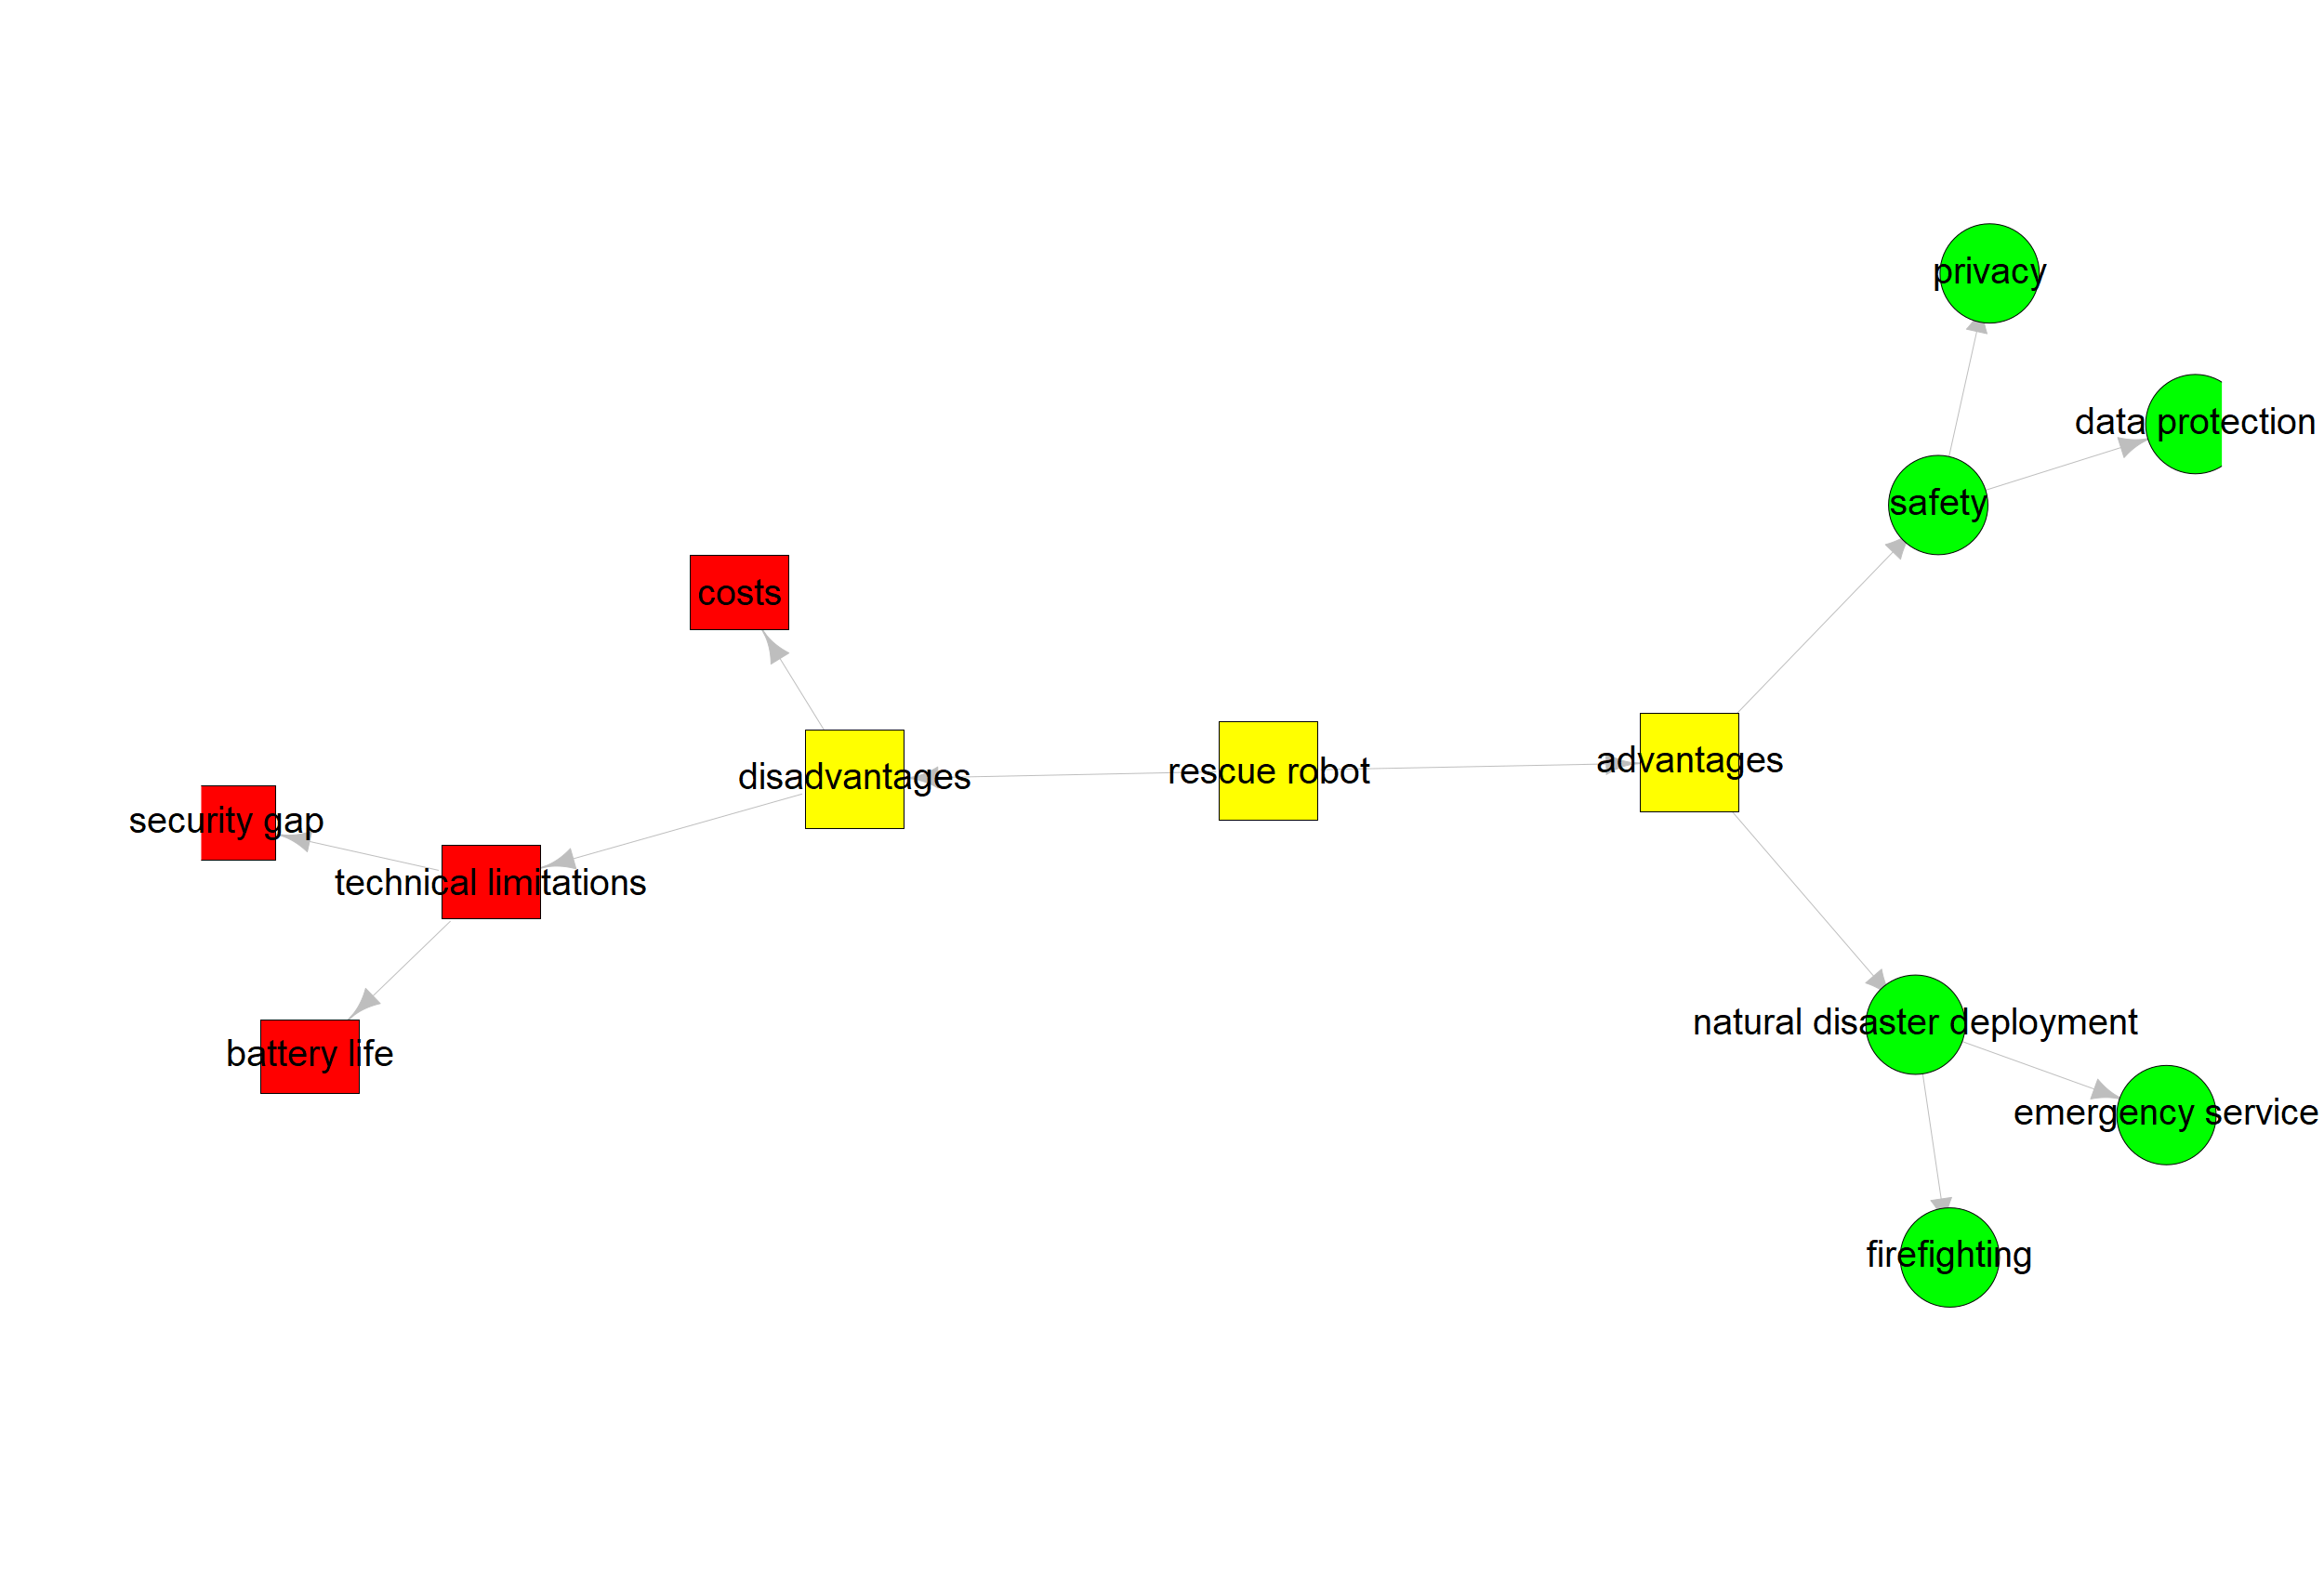 privacy
data protection
safety
costs
disadvantages
rescue robot
advantages
security gap
technical limitations
battery life
natural disaster deployment
emergency service
firefighting